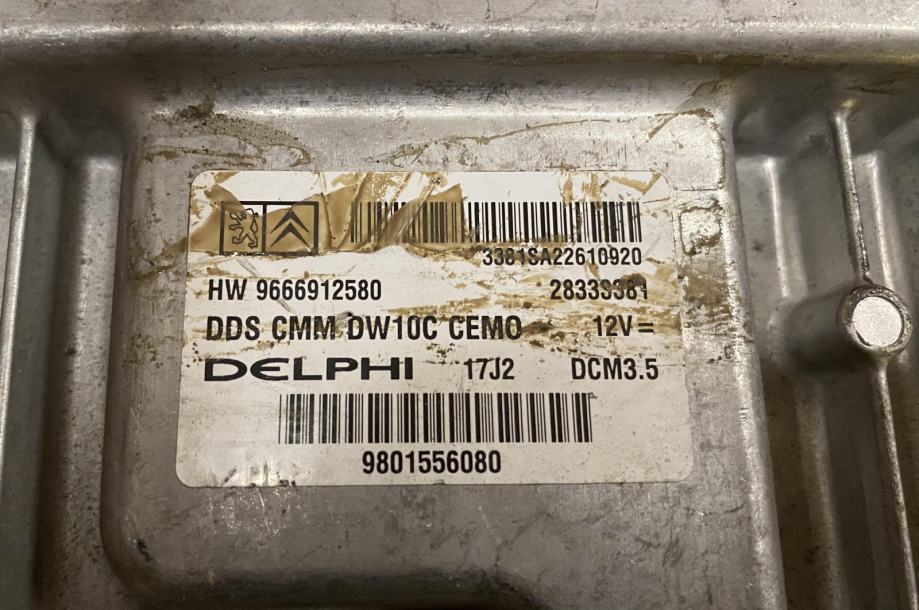 3381SA22610920
HW 9666912580 28333381
DDS CMM DW10C CEMO 12V=
DELPHI 17J2 DCM3.5
9801556080